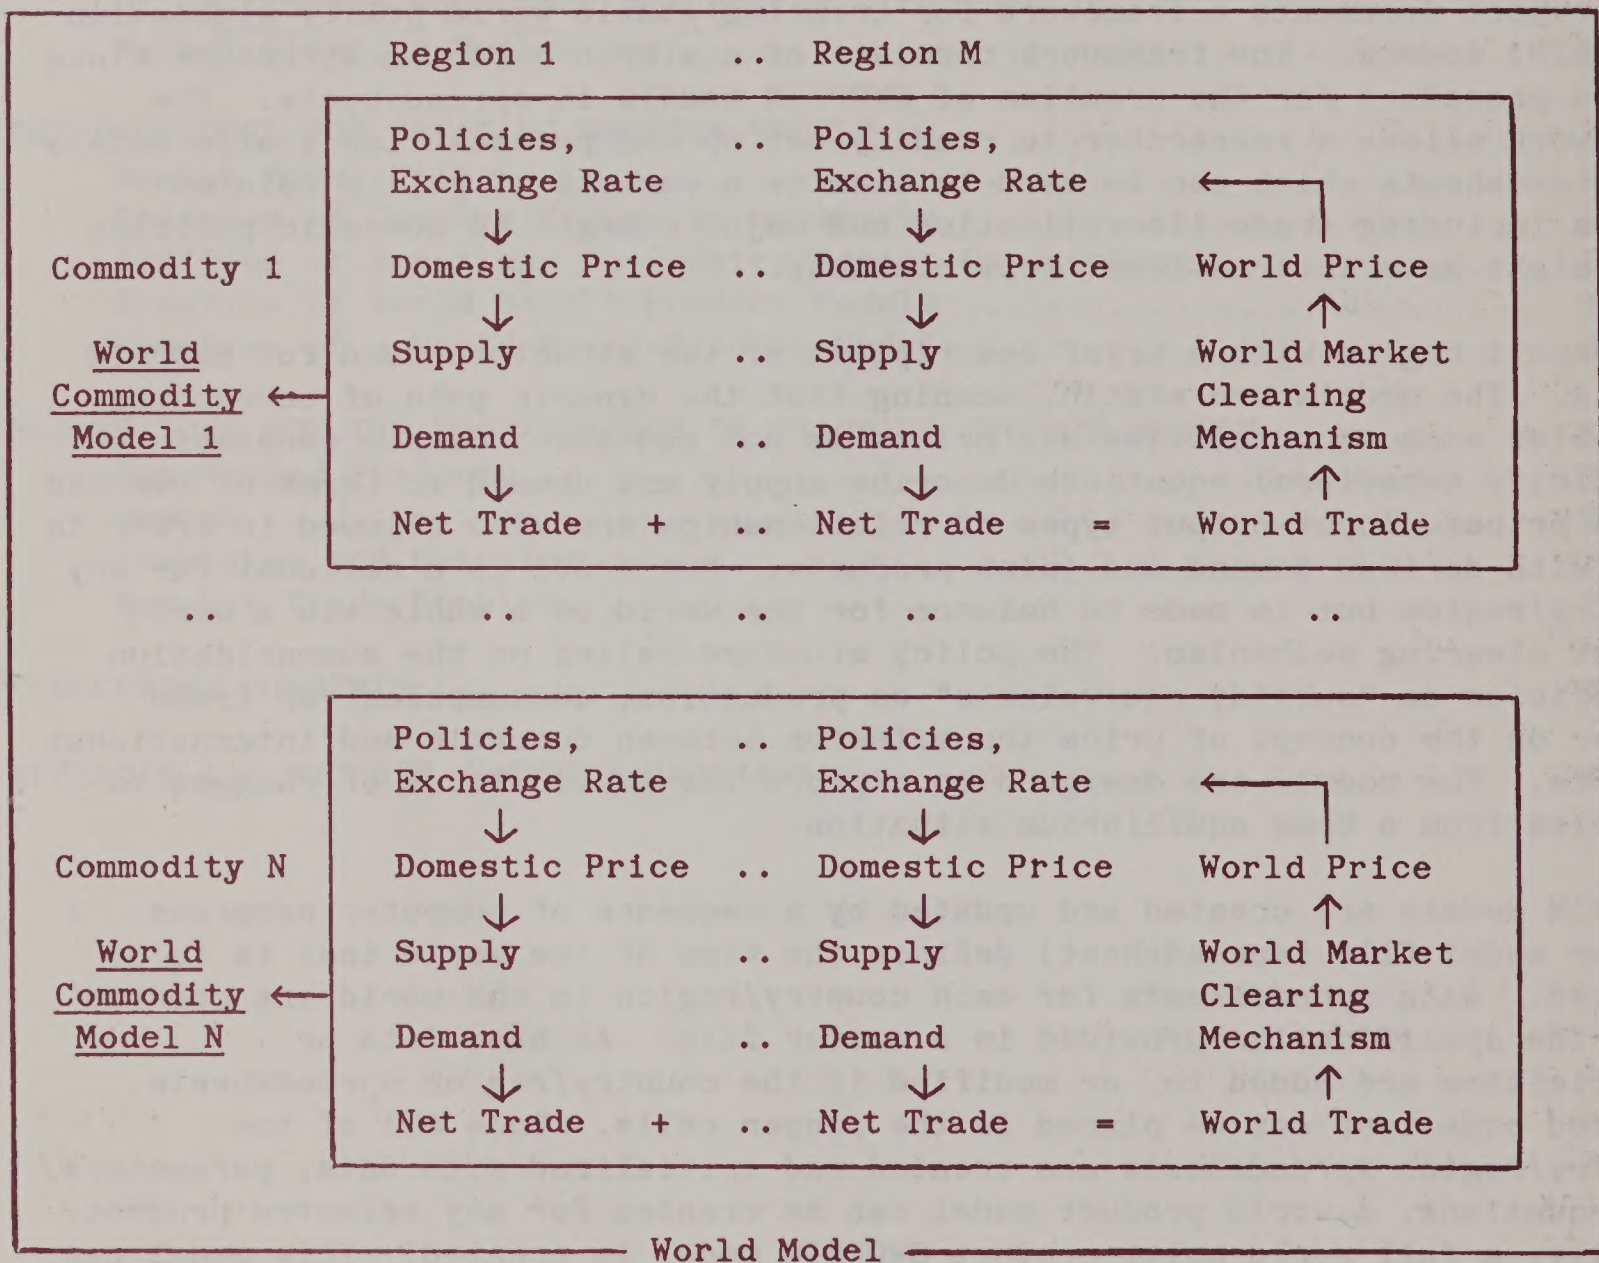 Region 1 .. Region M
Policies, .. Policies,
Exchange Rate Exchange Rate ←
↓ ↓
Commodity 1 Domestic Price .. Domestic Price World Price
↓ ↓ ↑
World Supply .. Supply World Market
Commodity ← Clearing
Model 1 Demand .. Demand Mechanism
↓ ↓ ↑
Net Trade + .. Net Trade = World Trade
.. .. .. .. ..
Policies, .. Policies,
Exchange Rate Exchange Rate ←
↓ ↓
Commodity N Domestic Price .. Domestic Price World Price
↓ ↓ ↑
World Supply .. Supply World Market
Commodity ← Clearing
Model N Demand .. Demand Mechanism
↓ ↓ ↑
Net Trade + .. Net Trade = World Trade
World Model